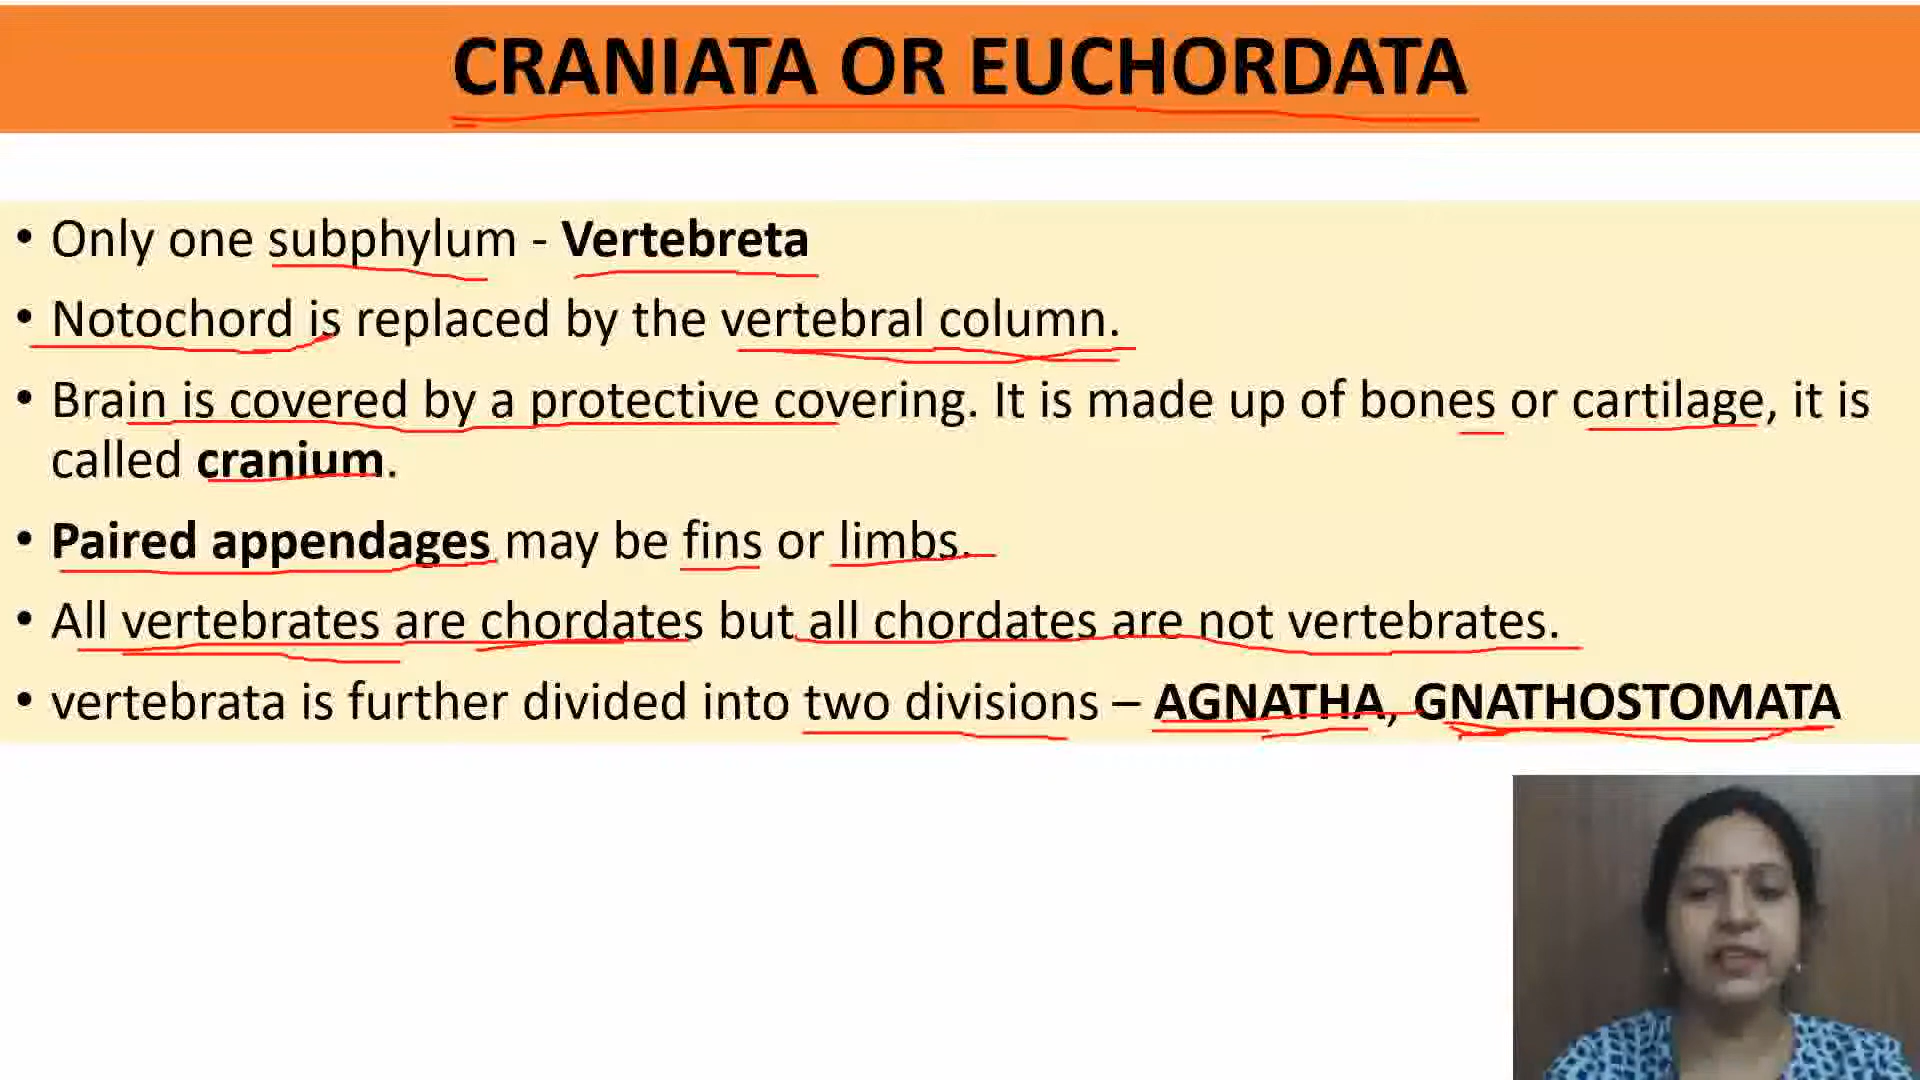 CRANIATA OR EUCHORDATA
• Only one subphylum - Vertebreta
• Notochord is replaced by the vertebral column.
• Brain is covered by a protective covering. It is made up of bones or cartilage, it is
called cranium.
• Paired appendages may be fins or limbs.
• All vertebrates are chordates but all chordates are not vertebrates.
• vertebrata is further divided into two divisions – AGNATHA, GNATHOSTOMATA